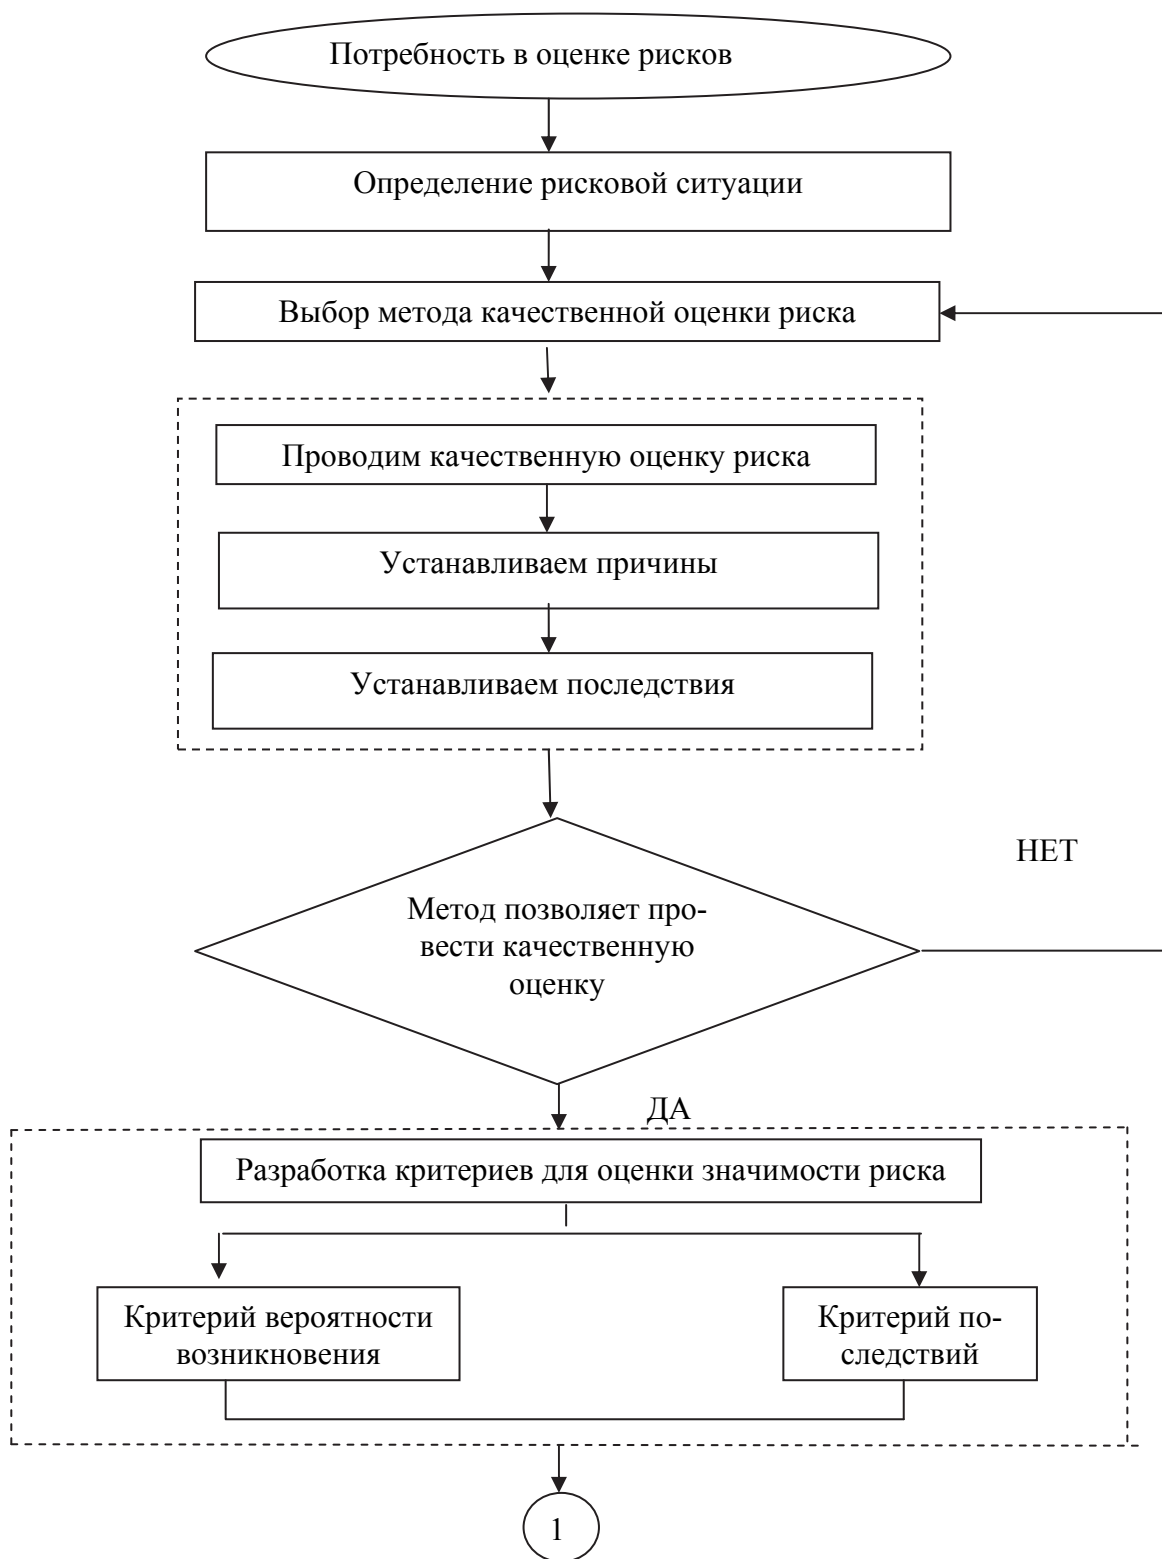 Потребность в оценке рисков
Определение рисковой ситуации
Выбор метода качественной оценки риска
Проводим качественную оценку риска
Устанавливаем причины
Устанавливаем последствия
НЕТ
Метод позволяет про-
вести качественную
оценку
ДА
Разработка критериев для оценки значимости риска
Критерий вероятности
возникновения
Критерий по-
следствий
1